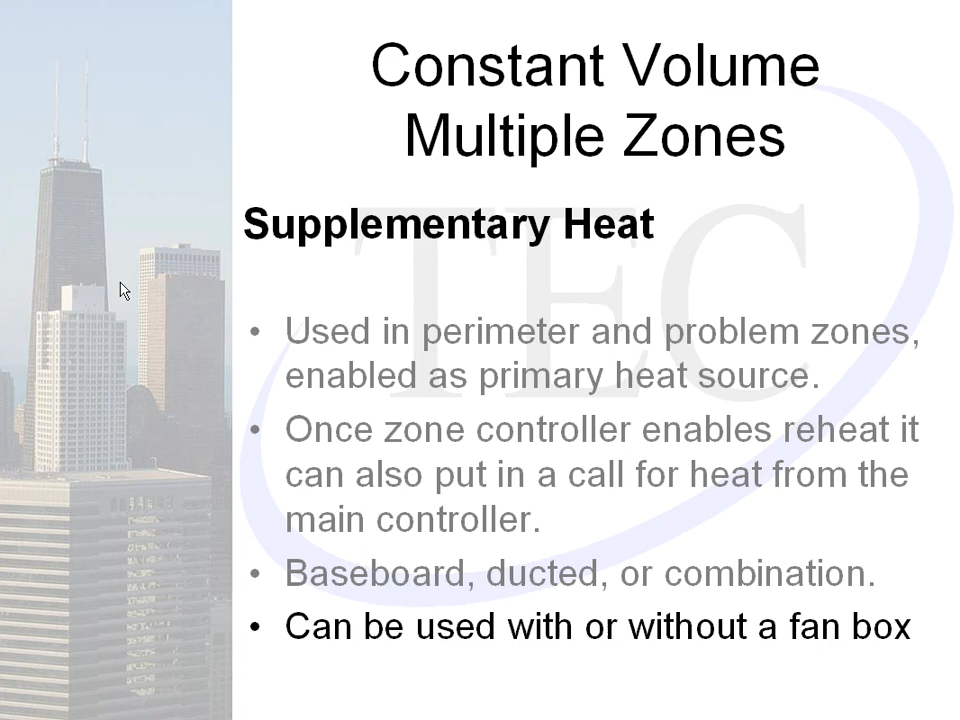 Constant Volume
Multiple Zones
Supplementary Heat
TEC
• Used in perimeter and problem zones,
enabled as primary heat source.
• Once zone controller enables reheat it
can also put in a call for heat from the
main controller.
• Baseboard, ducted, or combination.
• Can be used with or without a fan box